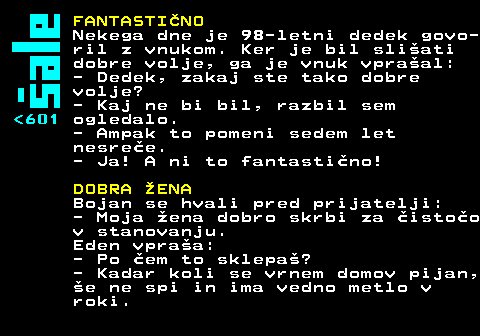 FANTASTIČNO
Nekega dne je 98-letni dedek govo-
ril z vnukom. Ker je bil slišati
dobre volje, ga je vnuk vprašal:
- Dedek, zakaj ste tako dobre
volje?
- Kaj ne bi bil, razbil sem
ogledalo.
- Ampak to pomeni sedem let
nesreče.
- Ja! A ni to fantastično!
DOBRA ŽENA
Bojan se hvali pred prijatelji:
- Moja žena dobro skrbi za čistočo
v stanovanju.
Eden vpraša:
- Po čem to sklepaš?
- Kadar koli se vrnem domov pijan,
še ne spi in ima vedno metlo v
roki.
Šale
<601